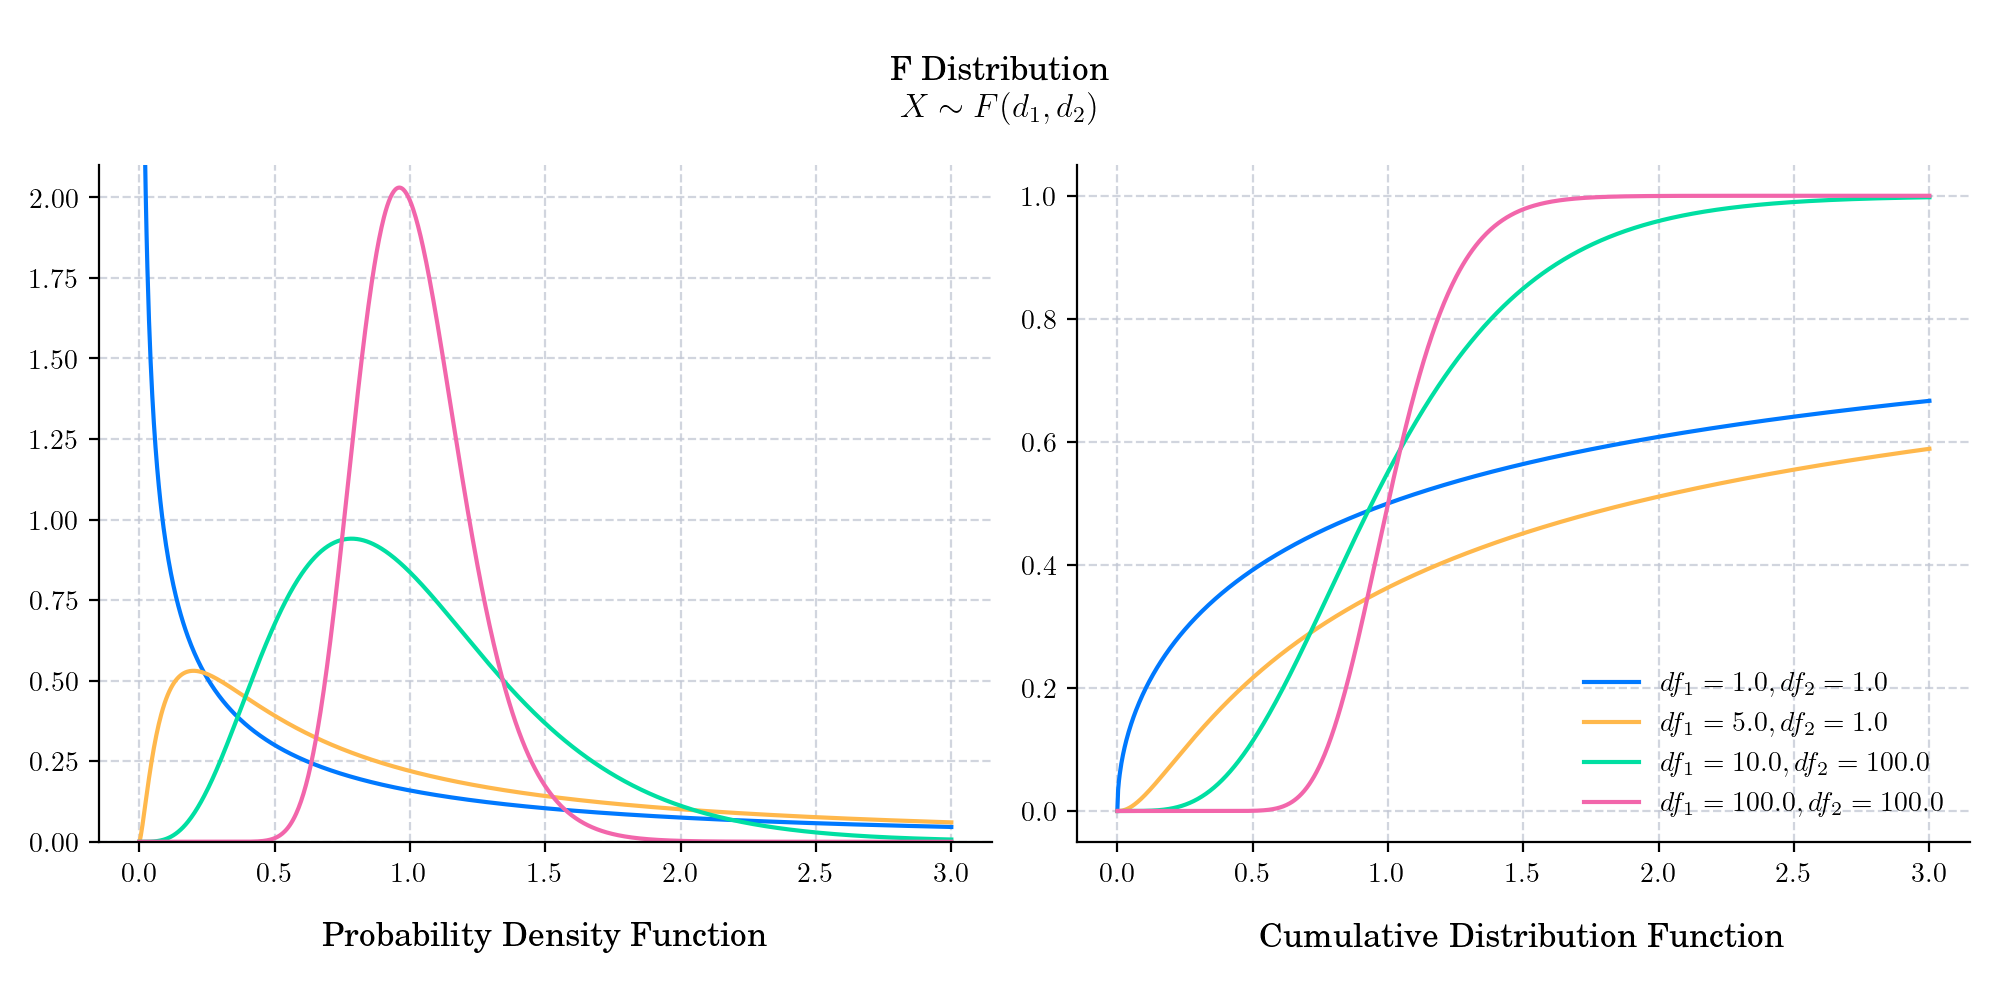 F Distribution
X ∼ F(d₁, d₂)
2.00
1.75
1.50
1.25
1.00
0.75
0.50
0.25
0.00
0.0 0.5 1.0 1.5 2.0 2.5 3.0
Probability Density Function
1.0
0.8
0.6
0.4
0.2
0.0
df₁ = 1.0, df₂ = 1.0
df₁ = 5.0, df₂ = 1.0
df₁ = 10.0, df₂ = 100.0
df₁ = 100.0, df₂ = 100.0
0.0 0.5 1.0 1.5 2.0 2.5 3.0
Cumulative Distribution Function